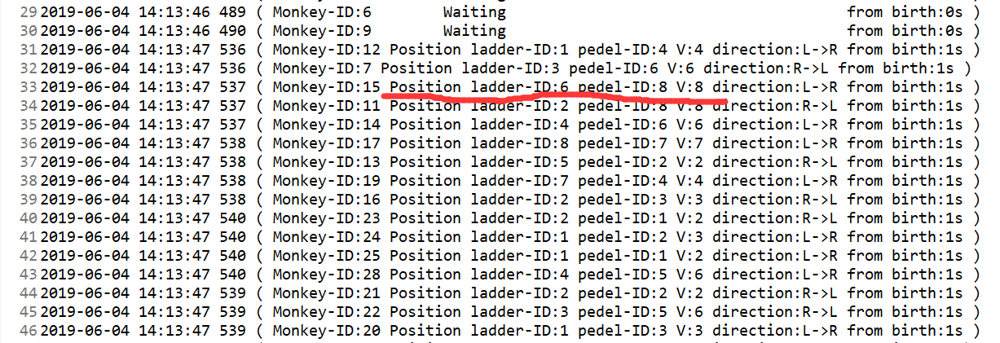 29 2019-06-04 14:13:46 489 ( Monkey-ID:6 Waiting from birth:0s )
30 2019-06-04 14:13:46 490 ( Monkey-ID:9 Waiting from birth:0s )
31 2019-06-04 14:13:47 536 ( Monkey-ID:12 Position ladder-ID:1 pedel-ID:4 V:4 direction:L->R from birth:1s )
32 2019-06-04 14:13:47 536 ( Monkey-ID:7 Position ladder-ID:3 pedel-ID:6 V:6 direction:R->L from birth:1s )
33 2019-06-04 14:13:47 537 ( Monkey-ID:15 Position ladder-ID:6 pedel-ID:8 V:8 direction:L->R from birth:1s )
34 2019-06-04 14:13:47 537 ( Monkey-ID:11 Position ladder-ID:2 pedel-ID:8 V:8 direction:R->L from birth:1s )
35 2019-06-04 14:13:47 537 ( Monkey-ID:14 Position ladder-ID:4 pedel-ID:6 V:6 direction:L->R from birth:1s )
36 2019-06-04 14:13:47 538 ( Monkey-ID:17 Position ladder-ID:8 pedel-ID:7 V:7 direction:L->R from birth:1s )
37 2019-06-04 14:13:47 538 ( Monkey-ID:13 Position ladder-ID:5 pedel-ID:2 V:2 direction:R->L from birth:1s )
38 2019-06-04 14:13:47 538 ( Monkey-ID:19 Position ladder-ID:7 pedel-ID:4 V:4 direction:L->R from birth:1s )
39 2019-06-04 14:13:47 538 ( Monkey-ID:16 Position ladder-ID:2 pedel-ID:3 V:3 direction:R->L from birth:1s )
40 2019-06-04 14:13:47 540 ( Monkey-ID:23 Position ladder-ID:2 pedel-ID:1 V:2 direction:R->L from birth:1s )
41 2019-06-04 14:13:47 540 ( Monkey-ID:24 Position ladder-ID:1 pedel-ID:2 V:3 direction:L->R from birth:1s )
42 2019-06-04 14:13:47 540 ( Monkey-ID:25 Position ladder-ID:1 pedel-ID:1 V:2 direction:L->R from birth:1s )
43 2019-06-04 14:13:47 540 ( Monkey-ID:28 Position ladder-ID:4 pedel-ID:5 V:6 direction:L->R from birth:1s )
44 2019-06-04 14:13:47 539 ( Monkey-ID:21 Position ladder-ID:2 pedel-ID:2 V:2 direction:R->L from birth:1s )
45 2019-06-04 14:13:47 539 ( Monkey-ID:22 Position ladder-ID:3 pedel-ID:5 V:6 direction:R->L from birth:1s )
46 2019-06-04 14:13:47 539 ( Monkey-ID:20 Position ladder-ID:1 pedel-ID:3 V:3 direction:L->R from birth:1s )